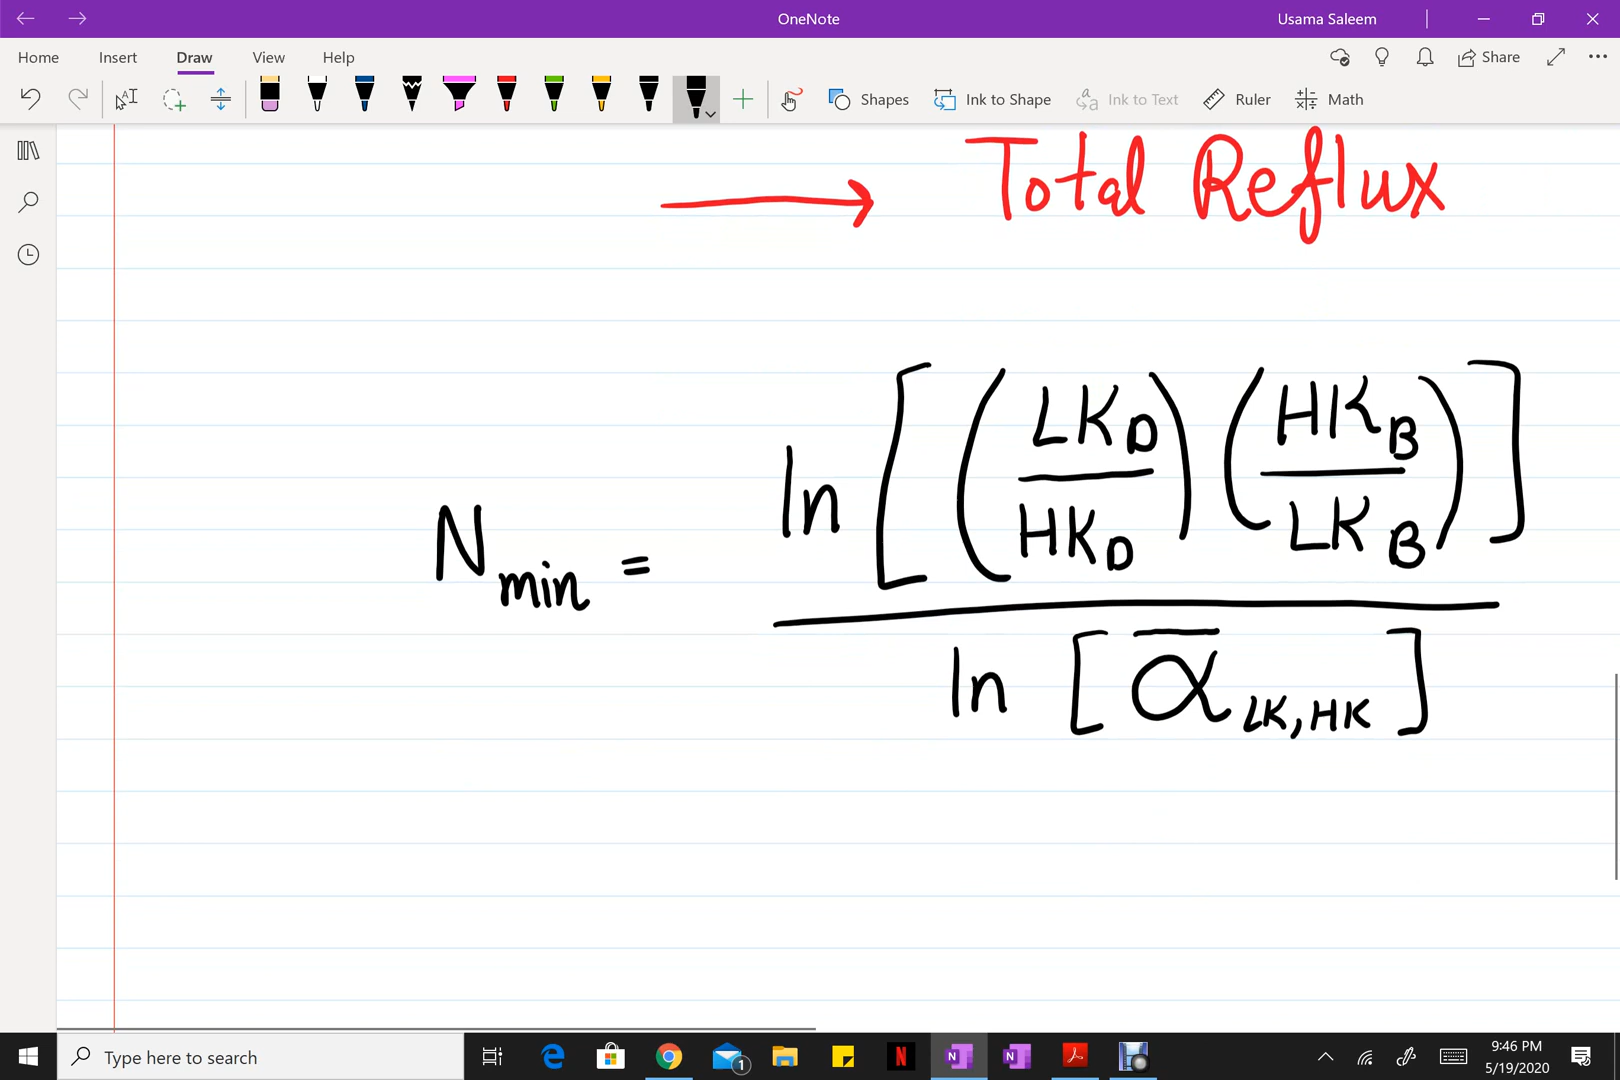 OneNote
Usama Saleem
Home Insert Draw View Help
Share
Shapes Ink to Shape Ink to Text Ruler Math
Total Reflux
N_min = ln [ ( LK_D / HK_D ) ( HK_B / LK_B ) ] / ln [ α̅_LK,HK ]
Type here to search
1
9:46 PM
5/19/2020